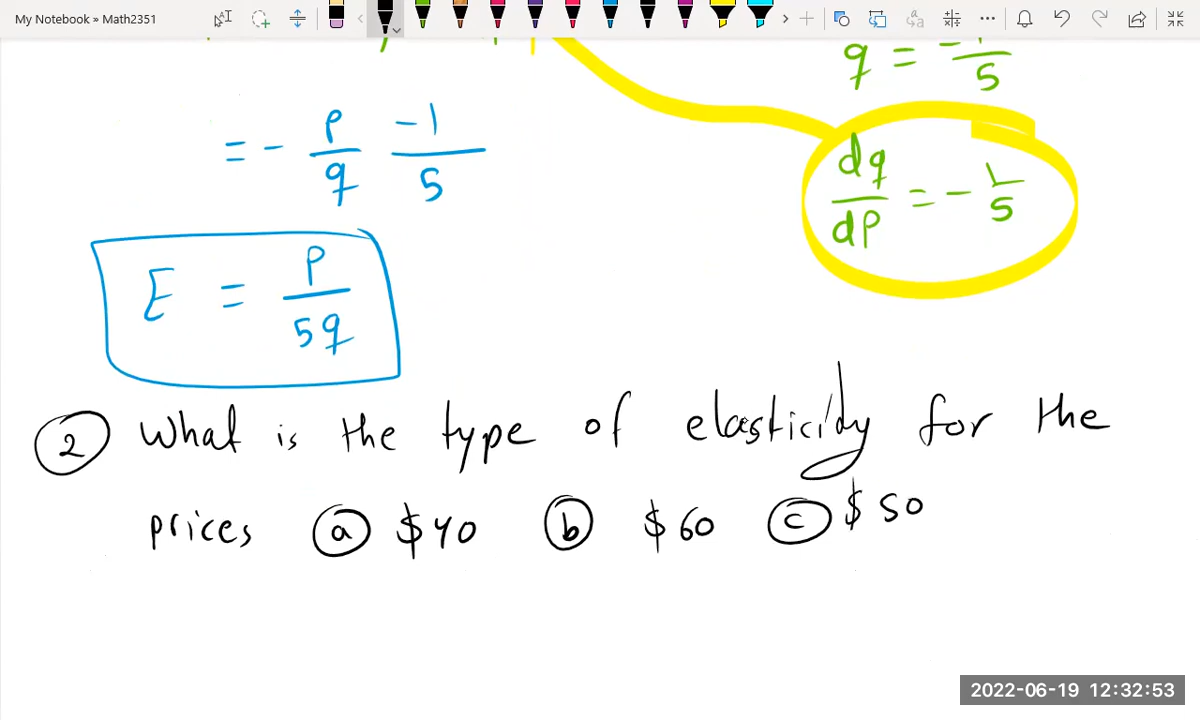 My Notebook » Math2351
q = -1/5
= - p/q -1/5
dq/dp = - 1/5
E = p/5q
② What is the type of elasticity for the
prices ⓐ $40 ⓑ $60 ⓒ $50
2022-06-19 12:32:53